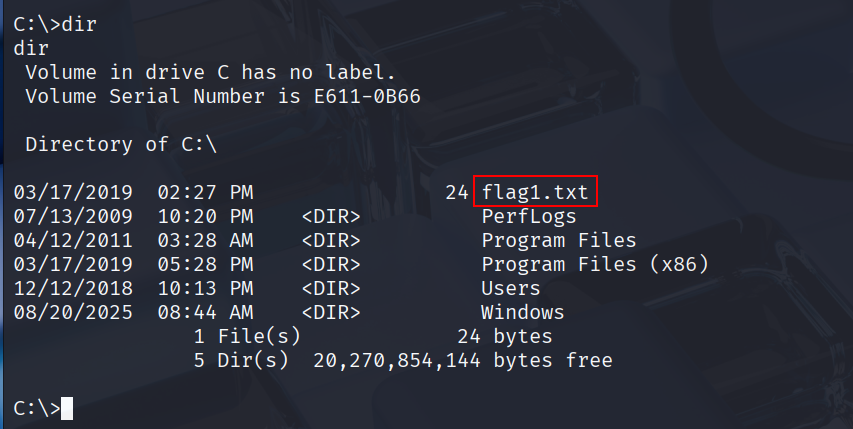 C:\>dir
dir
 Volume in drive C has no label.
 Volume Serial Number is E611-0B66

 Directory of C:\

03/17/2019  02:27 PM                24 flag1.txt
07/13/2009  10:20 PM    <DIR>          PerfLogs
04/12/2011  03:28 AM    <DIR>          Program Files
03/17/2019  05:28 PM    <DIR>          Program Files (x86)
12/12/2018  10:13 PM    <DIR>          Users
08/20/2025  08:44 AM    <DIR>          Windows
               1 File(s)             24 bytes
               5 Dir(s)  20,270,854,144 bytes free

C:\>